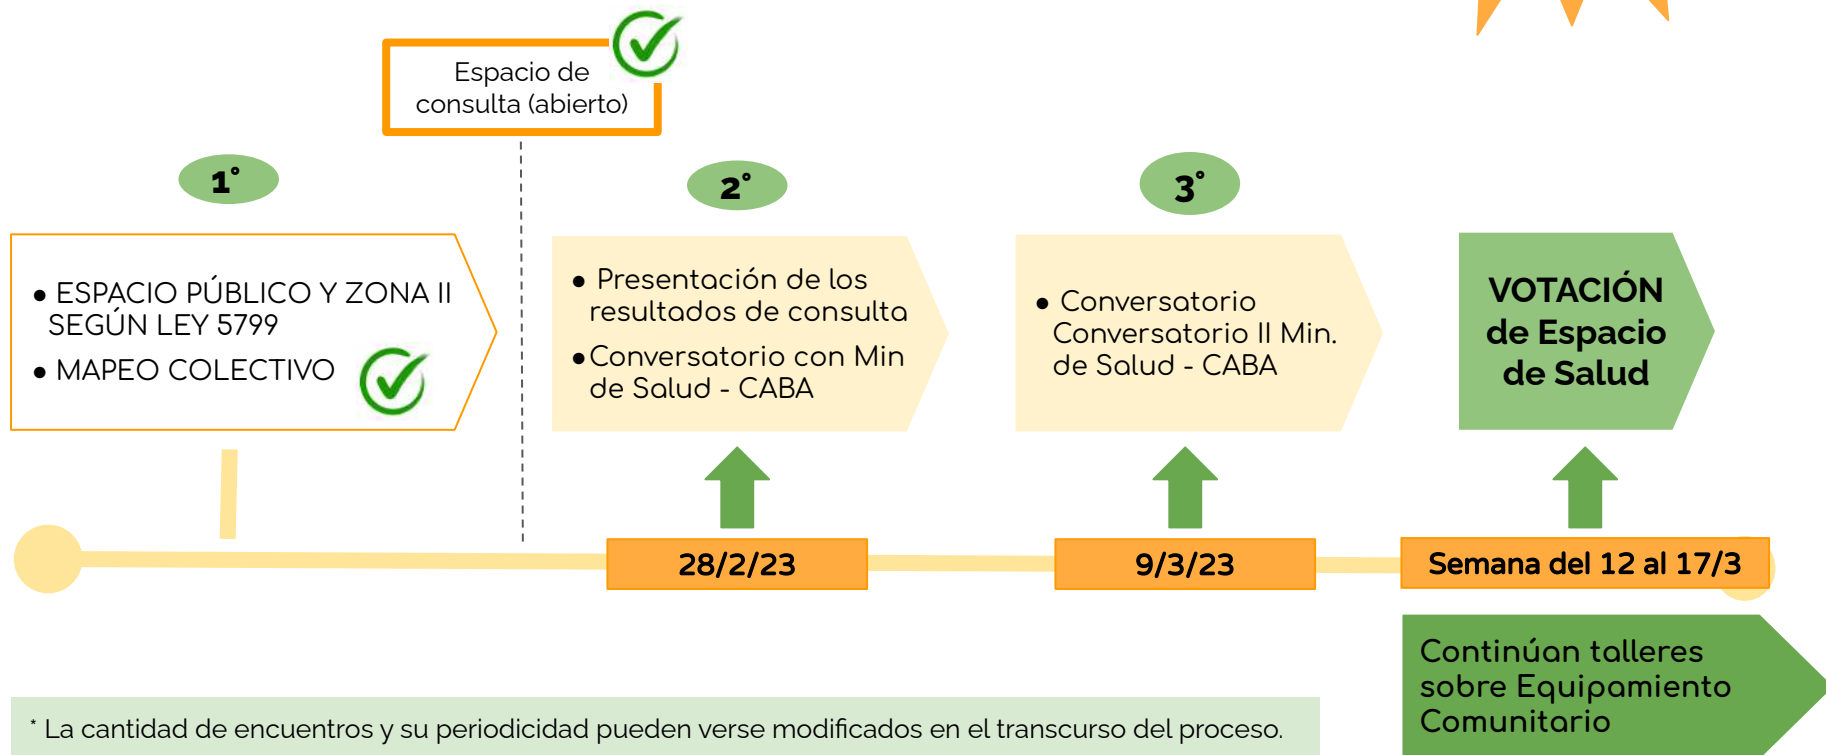 Espacio de
consulta (abierto)
1°
2°
3°
● ESPACIO PÚBLICO Y ZONA II
SEGÚN LEY 5799
● MAPEO COLECTIVO
● Presentación de los
resultados de consulta
● Conversatorio con Min
de Salud - CABA
● Conversatorio
Conversatorio II Min.
de Salud - CABA
VOTACIÓN
de Espacio
de Salud
28/2/23
9/3/23
Semana del 12 al 17/3
Continúan talleres
sobre Equipamiento
Comunitario
* La cantidad de encuentros y su periodicidad pueden verse modificados en el transcurso del proceso.